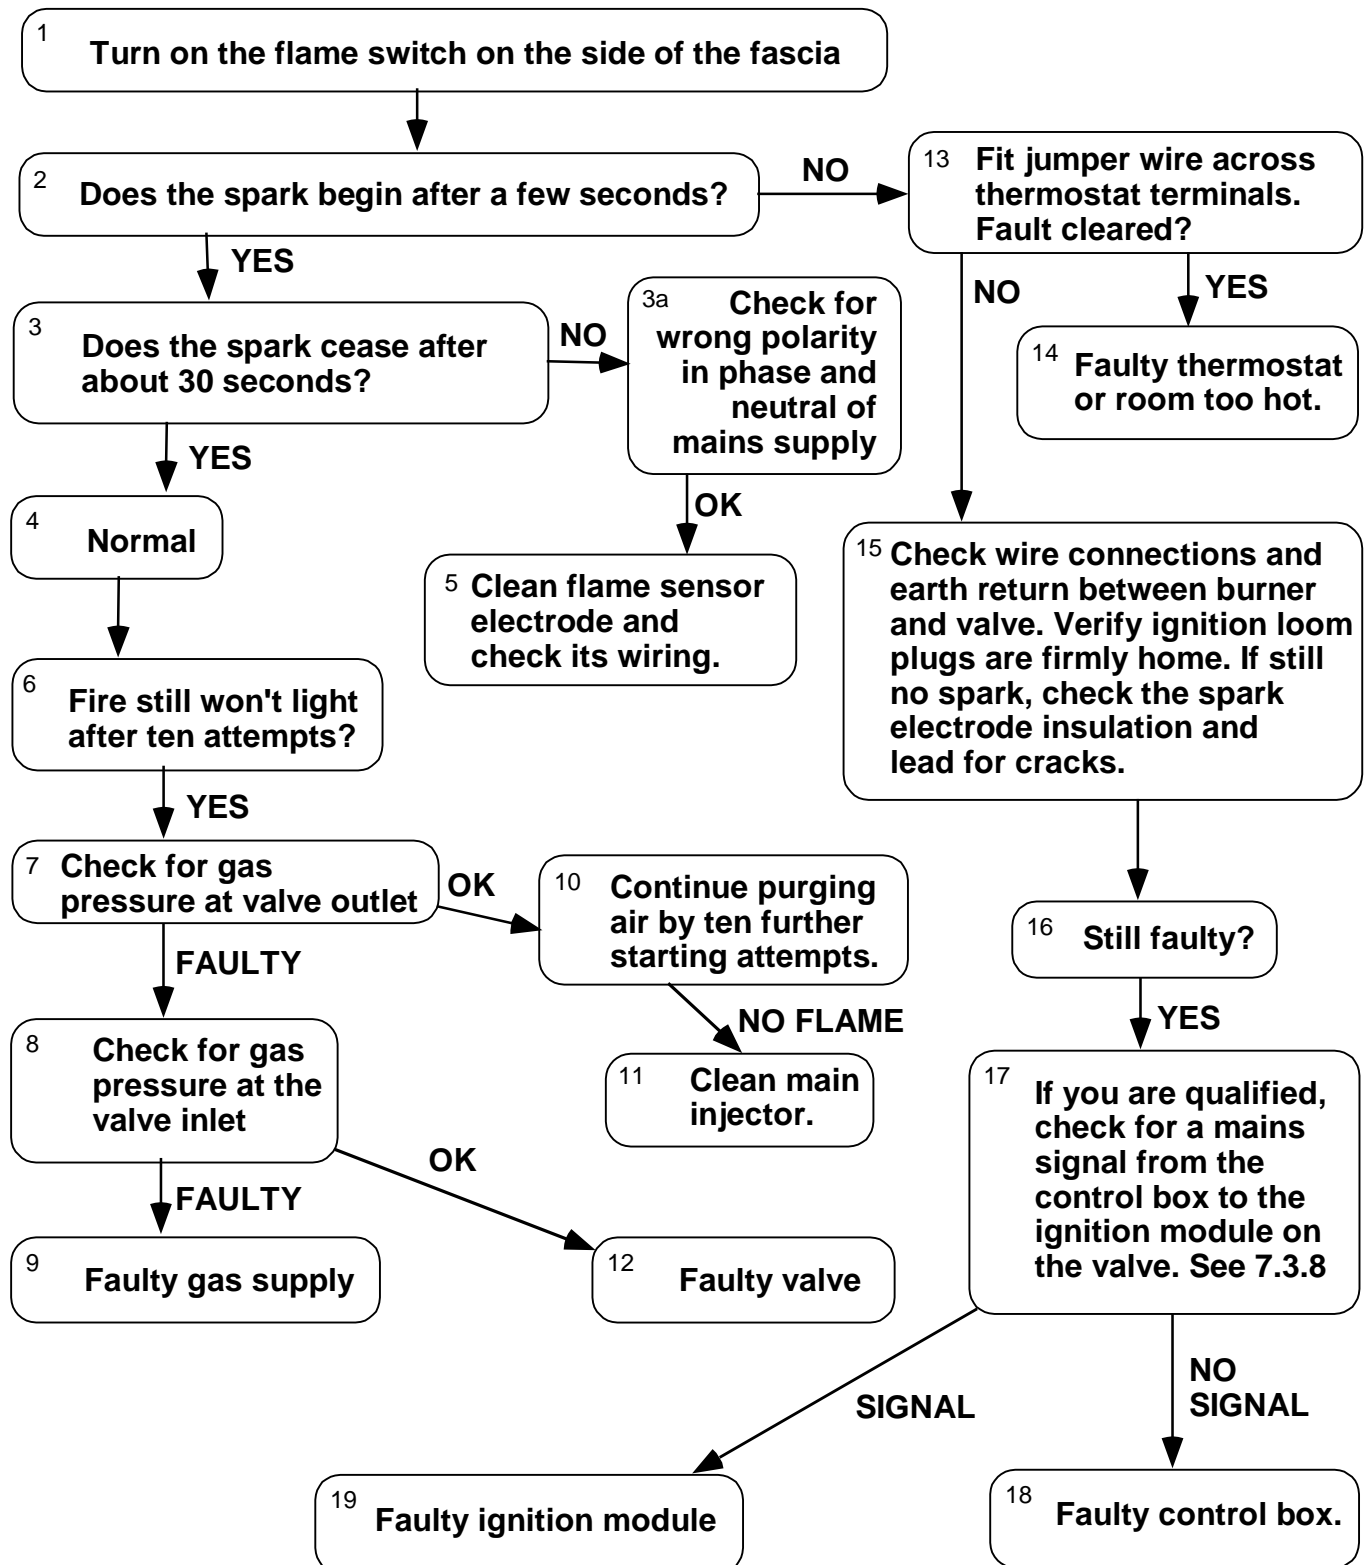 1
Turn on the flame switch on the side of the fascia
2
Does the spark begin after a few seconds?
NO
13
Fit jumper wire across
thermostat terminals.
Fault cleared?
YES
NO
YES
3
Does the spark cease after
about 30 seconds?
NO
3a
Check for
wrong polarity
in phase and
neutral of
mains supply
14
Faulty thermostat
or room too hot.
YES
OK
4
Normal
5
Clean flame sensor
electrode and
check its wiring.
15
Check wire connections and
earth return between burner
and valve. Verify ignition loom
plugs are firmly home. If still
no spark, check the spark
electrode insulation and
lead for cracks.
6
Fire still won't light
after ten attempts?
YES
7
Check for gas
pressure at valve outlet
OK
10
Continue purging
air by ten further
starting attempts.
16
Still faulty?
FAULTY
NO FLAME
YES
8
Check for gas
pressure at the
valve inlet
11
Clean main
injector.
17
If you are qualified,
check for a mains
signal from the
control box to the
ignition module on
the valve. See 7.3.8
OK
FAULTY
9
Faulty gas supply
12
Faulty valve
SIGNAL
NO
SIGNAL
19
Faulty ignition module
18
Faulty control box.